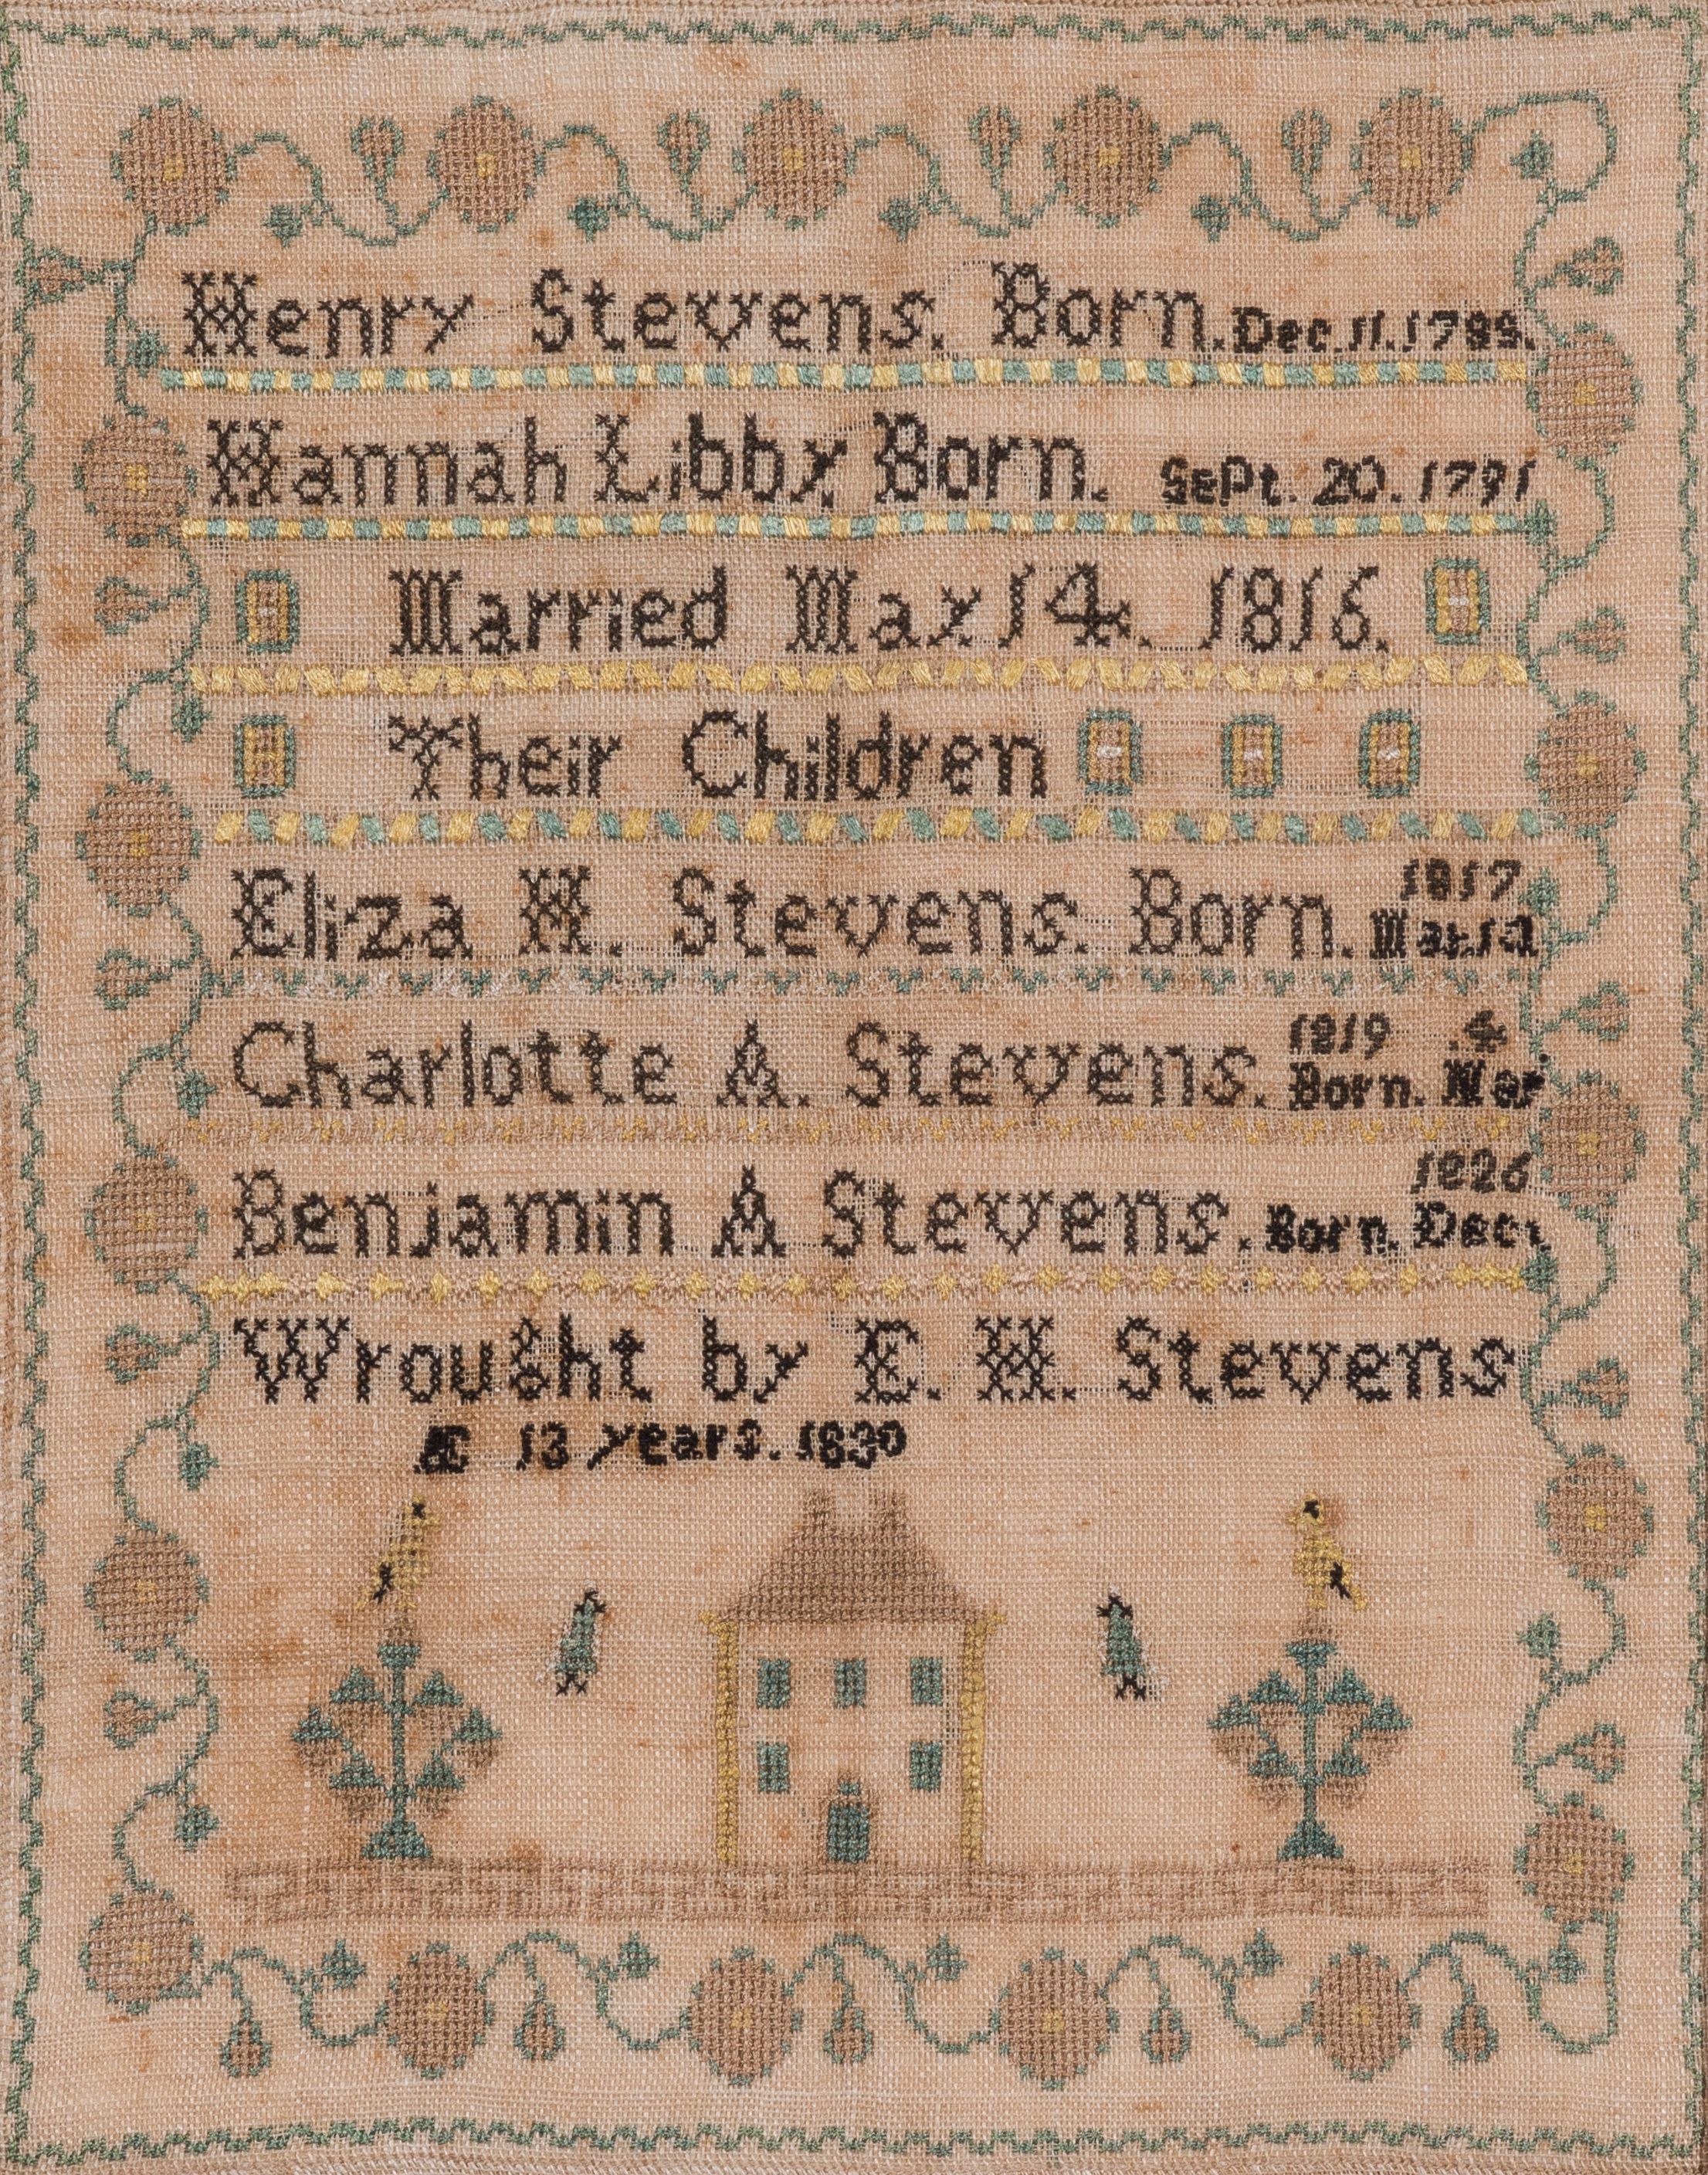 Henry Stevens. Born. Dec. 11. 1789.
Hannah Libby Born. Sept. 20. 1791
Married May 14. 1816.
Their Children
Eliza H. Stevens. Born. 1817
Charlotte A. Stevens. 1819 4
Born. Mar
Benjamin A Stevens. 1826
Born. Dec 1
Wrought by E. H. Stevens
Æ 13 years. 1830